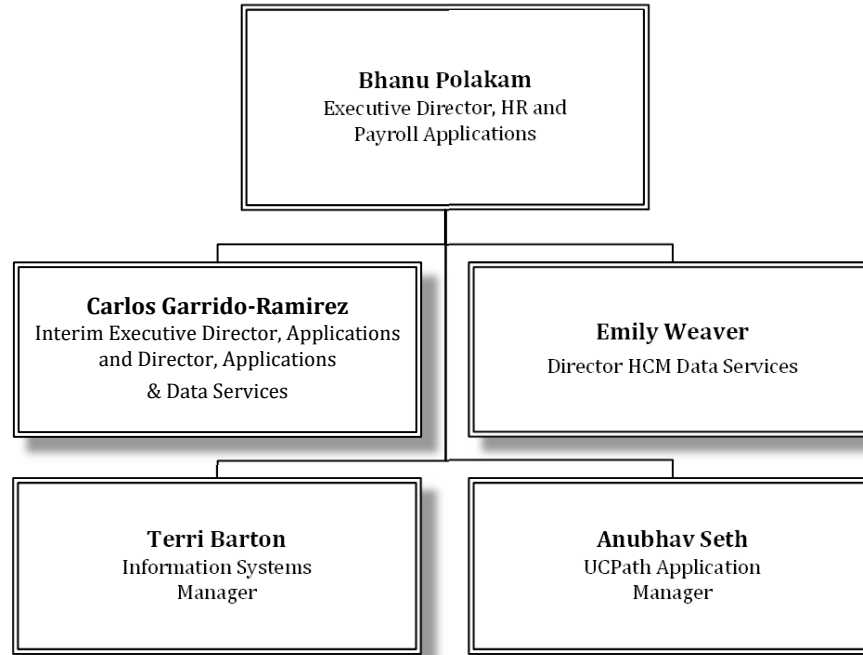 Bhanu Polakam
Executive Director, HR and
Payroll Applications
Carlos Garrido-Ramirez
Interim Executive Director, Applications
and Director, Applications
& Data Services
Emily Weaver
Director HCM Data Services
Terri Barton
Information Systems
Manager
Anubhav Seth
UCPath Application
Manager